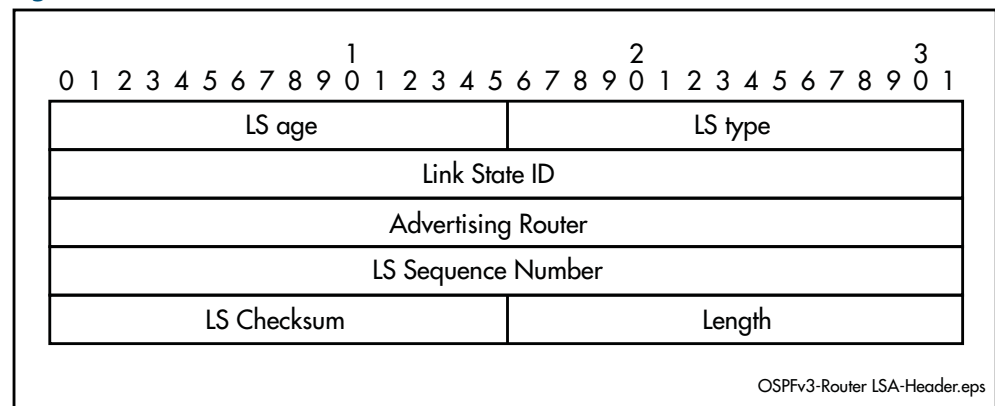 1 2 3
0 1 2 3 4 5 6 7 8 9 0 1 2 3 4 5 6 7 8 9 0 1 2 3 4 5 6 7 8 9 0 1
LS age LS type
Link State ID
Advertising Router
LS Sequence Number
LS Checksum Length
OSPFv3-Router LSA-Header.eps